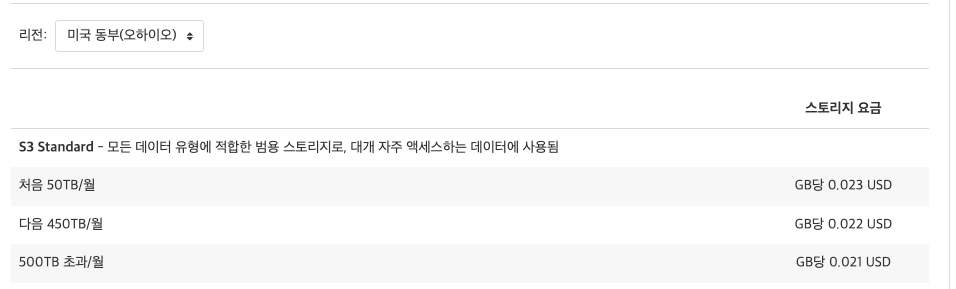 리전: 미국 동부(오하이오)
스토리지 요금
S3 Standard - 모든 데이터 유형에 적합한 범용 스토리지로, 대개 자주 액세스하는 데이터에 사용됨
처음 50TB/월 GB당 0.023 USD
다음 450TB/월 GB당 0.022 USD
500TB 초과/월 GB당 0.021 USD